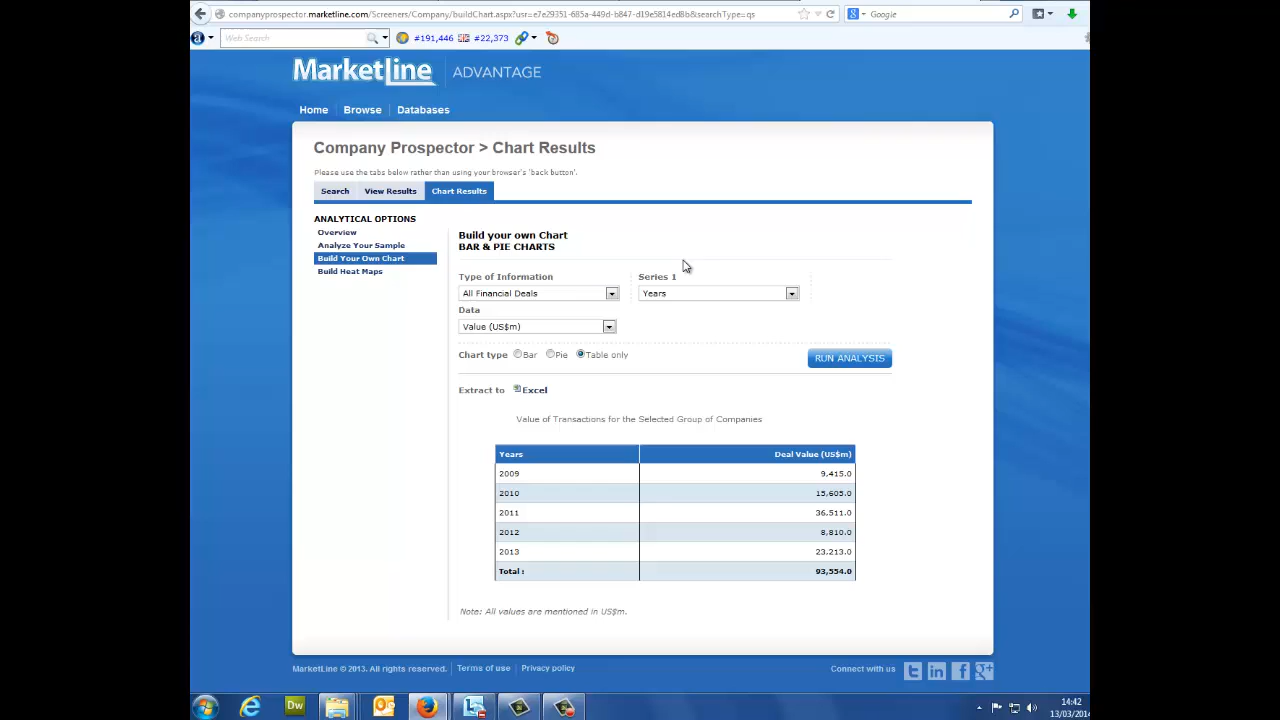 companyprospector.marketline.com/Screeners/Company/buildChart.aspx?usr=e7e29351-685a-449d-b847-d19e5814ed8b&searchType=qs
Google
Web Search
#191,446
#22,373
MarketLine ADVANTAGE
Home
Browse
Databases
Company Prospector > Chart Results
Please use the tabs below rather than using your browser's 'back button'.
Search
View Results
Chart Results
ANALYTICAL OPTIONS
Overview
Analyze Your Sample
Build Your Own Chart
Build Heat Maps
Build your own Chart
BAR & PIE CHARTS
Type of Information
Series 1
All Financial Deals
Years
Data
Value (US$m)
Chart type Bar Pie Table only
RUN ANALYSIS
Extract to Excel
Value of Transactions for the Selected Group of Companies
Years Deal Value (US$m)
2009 9,415.0
2010 15,605.0
2011 36,511.0
2012 8,810.0
2013 23,213.0
Total : 93,554.0
Note: All values are mentioned in US$m.
MarketLine © 2013. All rights reserved.
Terms of use
Privacy policy
Connect with us
Dw
14:42
13/03/2014